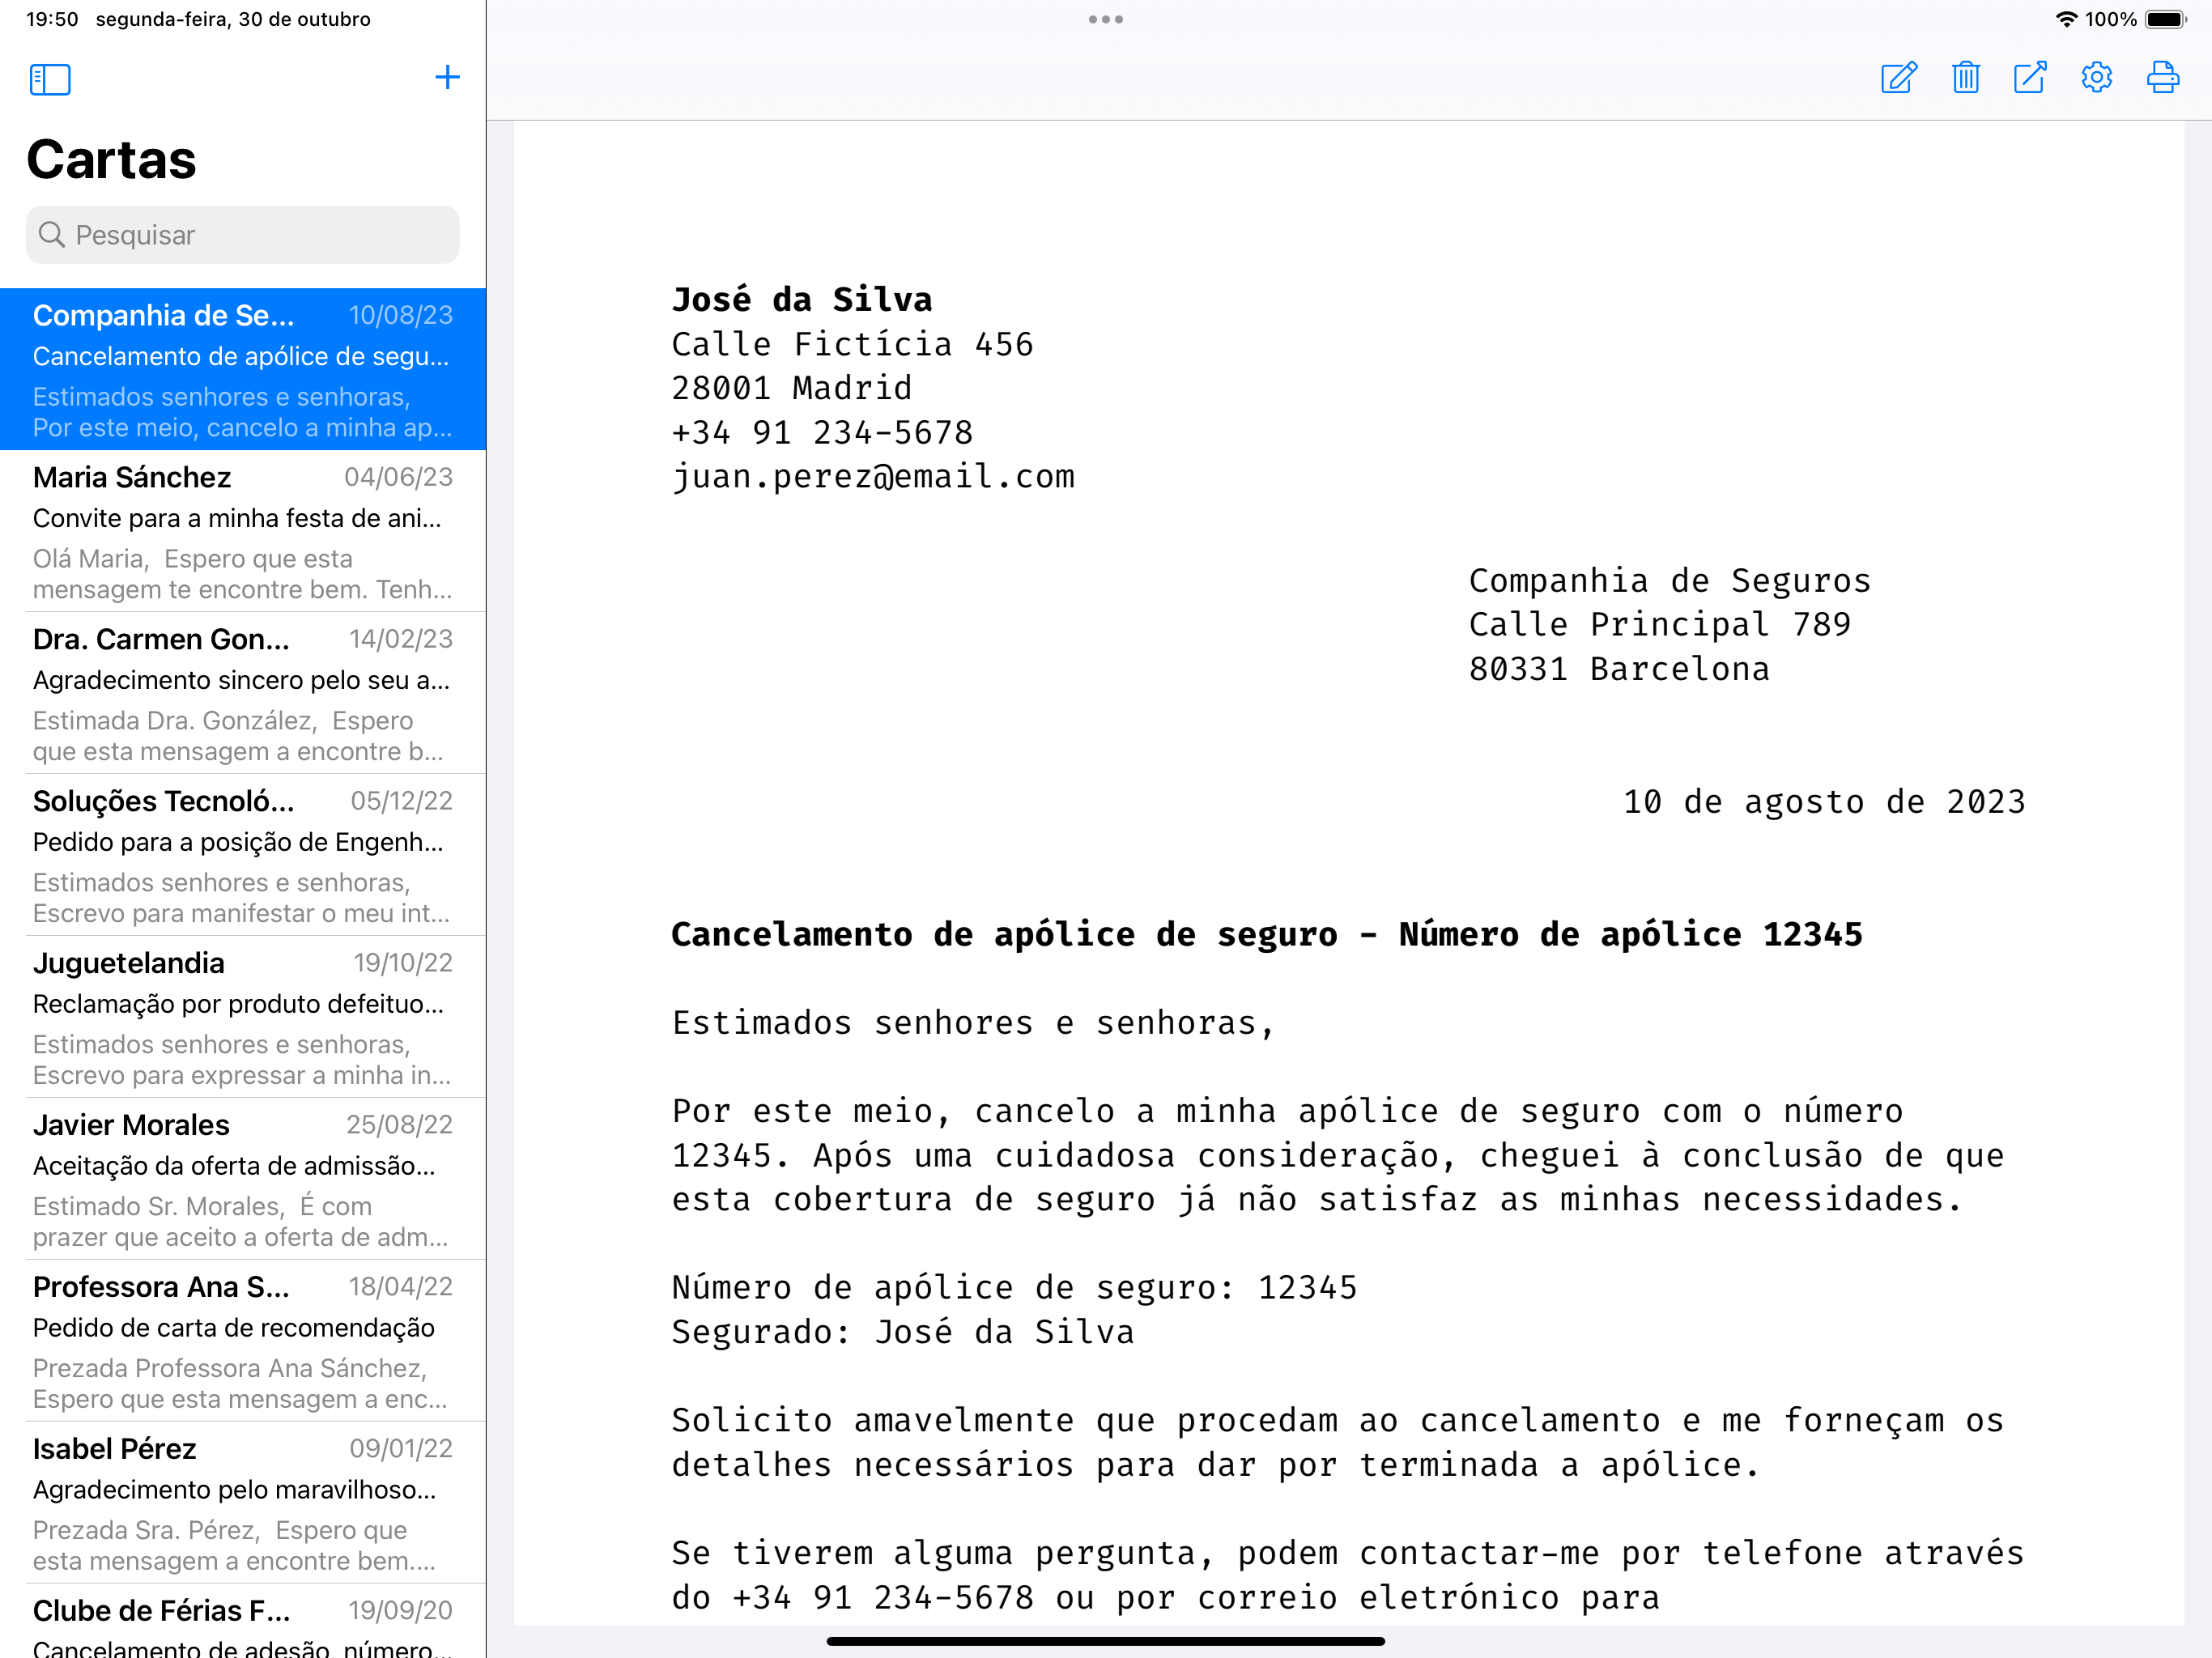 19:50 segunda-feira, 30 de outubro
100%
Cartas
Pesquisar
Companhia de Se... 10/08/23
Cancelamento de apólice de segu...
Estimados senhores e senhoras,
Por este meio, cancelo a minha ap...
Maria Sánchez 04/06/23
Convite para a minha festa de ani...
Olá Maria, Espero que esta
mensagem te encontre bem. Tenh...
Dra. Carmen Gon... 14/02/23
Agradecimento sincero pelo seu a...
Estimada Dra. González, Espero
que esta mensagem a encontre b...
Soluções Tecnoló... 05/12/22
Pedido para a posição de Engenh...
Estimados senhores e senhoras,
Escrevo para manifestar o meu int...
Juguetelandia 19/10/22
Reclamação por produto defeituo...
Estimados senhores e senhoras,
Escrevo para expressar a minha in...
Javier Morales 25/08/22
Aceitação da oferta de admissão...
Estimado Sr. Morales, É com
prazer que aceito a oferta de adm...
Professora Ana S... 18/04/22
Pedido de carta de recomendação
Prezada Professora Ana Sánchez,
Espero que esta mensagem a enc...
Isabel Pérez 09/01/22
Agradecimento pelo maravilhoso...
Prezada Sra. Pérez, Espero que
esta mensagem a encontre bem....
Clube de Férias F... 19/09/20
Cancelamento de adesão, número...
José da Silva
Calle Fictícia 456
28001 Madrid
+34 91 234-5678
juan.perez@email.com
Companhia de Seguros
Calle Principal 789
80331 Barcelona
10 de agosto de 2023
Cancelamento de apólice de seguro - Número de apólice 12345
Estimados senhores e senhoras,
Por este meio, cancelo a minha apólice de seguro com o número
12345. Após uma cuidadosa consideração, cheguei à conclusão de que
esta cobertura de seguro já não satisfaz as minhas necessidades.
Número de apólice de seguro: 12345
Segurado: José da Silva
Solicito amavelmente que procedam ao cancelamento e me forneçam os
detalhes necessários para dar por terminada a apólice.
Se tiverem alguma pergunta, podem contactar-me por telefone através
do +34 91 234-5678 ou por correio eletrónico para